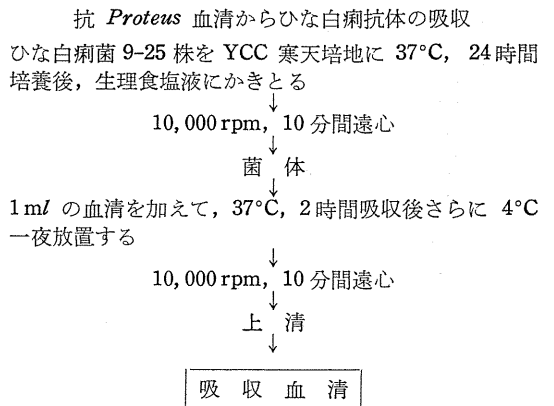 抗 Proteus 血清からひな白痢抗体の吸収
ひな白痢菌 9-25 株を YCC 寒天培地に 37°C, 24時間
培養後,生理食塩液にかきとる
↓
10,000 rpm, 10 分間遠心
↓
菌 体
↓
1 ml の血清を加えて, 37°C, 2時間吸収後さらに 4°C
一夜放置する
↓
10,000 rpm, 10 分間遠心
↓
上 清
↓
吸 収 血 清